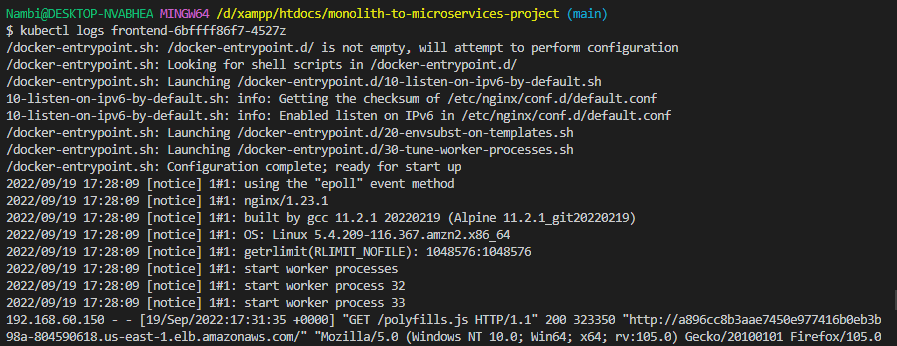 Nambi@DESKTOP-NVABHEA MINGW64 /d/xampp/htdocs/monolith-to-microservices-project (main)
$ kubectl logs frontend-6bffff86f7-4527z
/docker-entrypoint.sh: /docker-entrypoint.d/ is not empty, will attempt to perform configuration
/docker-entrypoint.sh: Looking for shell scripts in /docker-entrypoint.d/
/docker-entrypoint.sh: Launching /docker-entrypoint.d/10-listen-on-ipv6-by-default.sh
10-listen-on-ipv6-by-default.sh: info: Getting the checksum of /etc/nginx/conf.d/default.conf
10-listen-on-ipv6-by-default.sh: info: Enabled listen on IPv6 in /etc/nginx/conf.d/default.conf
/docker-entrypoint.sh: Launching /docker-entrypoint.d/20-envsubst-on-templates.sh
/docker-entrypoint.sh: Launching /docker-entrypoint.d/30-tune-worker-processes.sh
/docker-entrypoint.sh: Configuration complete; ready for start up
2022/09/19 17:28:09 [notice] 1#1: using the "epoll" event method
2022/09/19 17:28:09 [notice] 1#1: nginx/1.23.1
2022/09/19 17:28:09 [notice] 1#1: built by gcc 11.2.1 20220219 (Alpine 11.2.1_git20220219)
2022/09/19 17:28:09 [notice] 1#1: OS: Linux 5.4.209-116.367.amzn2.x86_64
2022/09/19 17:28:09 [notice] 1#1: getrlimit(RLIMIT_NOFILE): 1048576:1048576
2022/09/19 17:28:09 [notice] 1#1: start worker processes
2022/09/19 17:28:09 [notice] 1#1: start worker process 32
2022/09/19 17:28:09 [notice] 1#1: start worker process 33
192.168.60.150 - - [19/Sep/2022:17:31:35 +0000] "GET /polyfills.js HTTP/1.1" 200 323350 "http://a896cc8b3aae7450e977416b0eb3b
98a-804590618.us-east-1.elb.amazonaws.com/" "Mozilla/5.0 (Windows NT 10.0; Win64; x64; rv:105.0) Gecko/20100101 Firefox/105.0